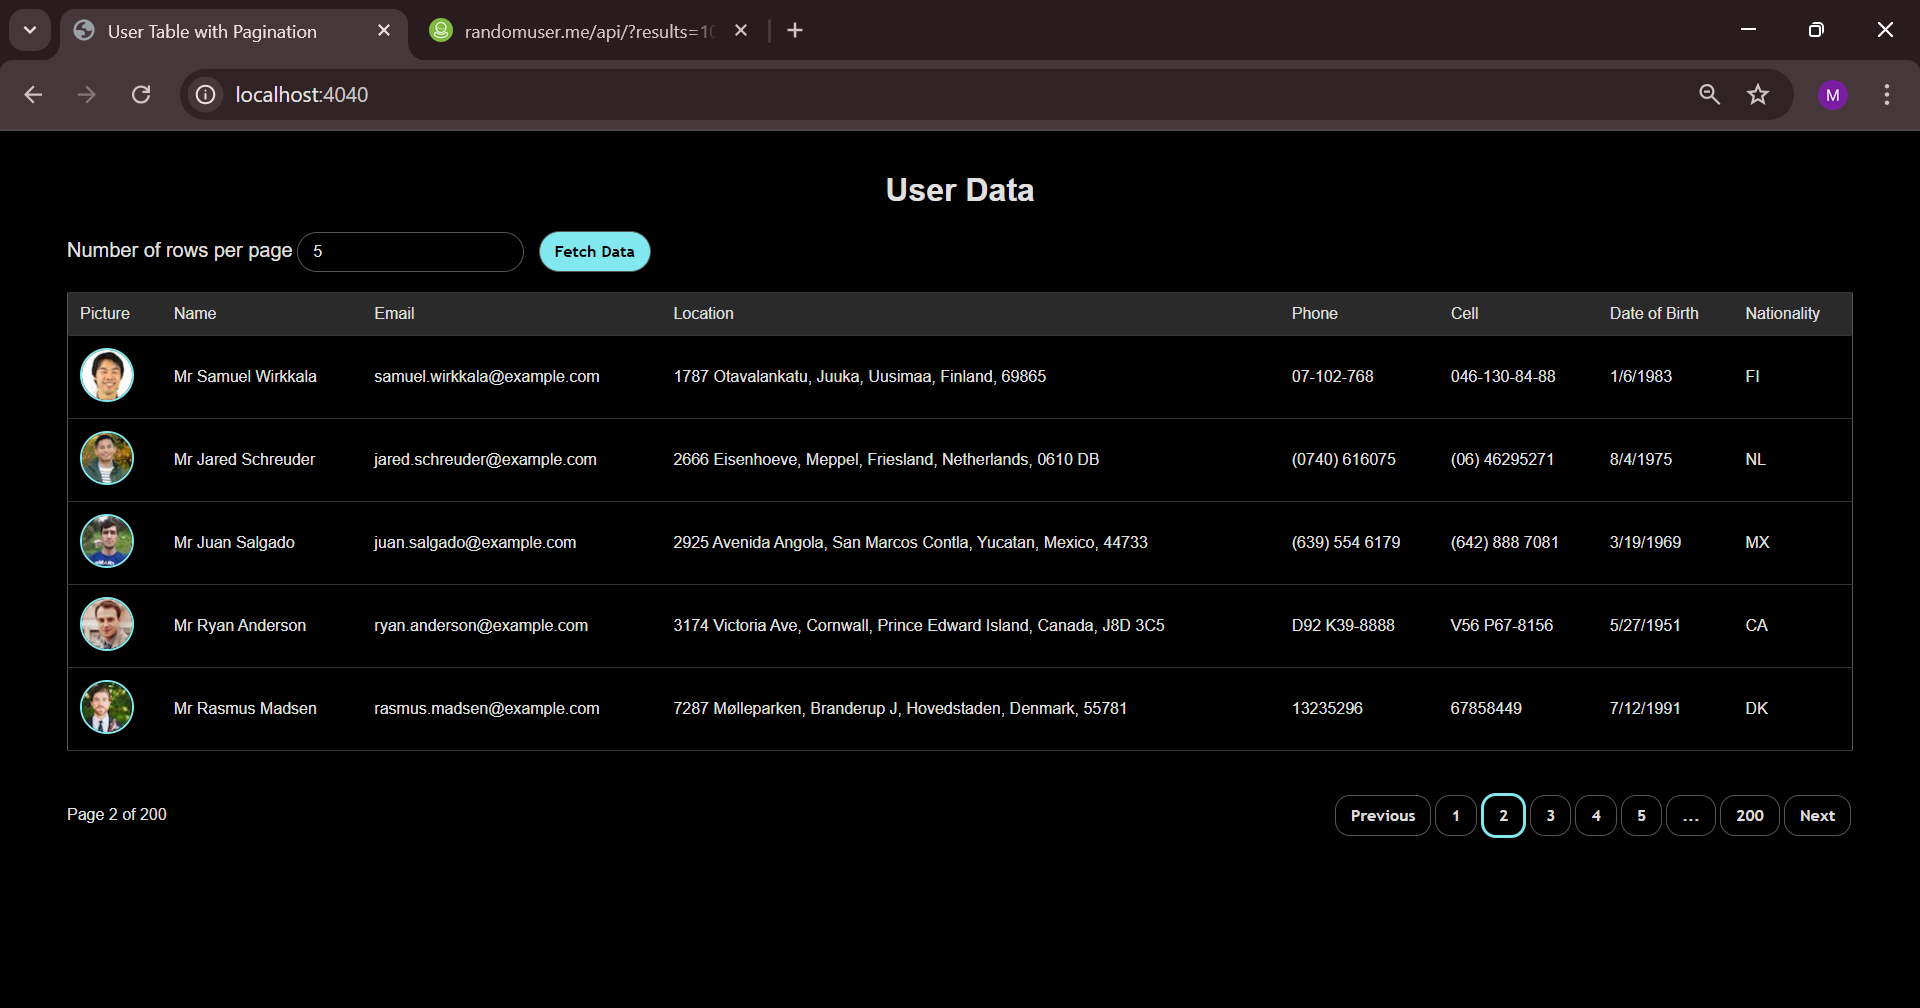 User Table with Pagination
randomuser.me/api/?results=10
localhost:4040
M
User Data
Number of rows per page 5 Fetch Data
Picture Name Email Location Phone Cell Date of Birth Nationality
Mr Samuel Wirkkala samuel.wirkkala@example.com 1787 Otavalankatu, Juuka, Uusimaa, Finland, 69865 07-102-768 046-130-84-88 1/6/1983 FI
Mr Jared Schreuder jared.schreuder@example.com 2666 Eisenhoeve, Meppel, Friesland, Netherlands, 0610 DB (0740) 616075 (06) 46295271 8/4/1975 NL
Mr Juan Salgado juan.salgado@example.com 2925 Avenida Angola, San Marcos Contla, Yucatan, Mexico, 44733 (639) 554 6179 (642) 888 7081 3/19/1969 MX
Mr Ryan Anderson ryan.anderson@example.com 3174 Victoria Ave, Cornwall, Prince Edward Island, Canada, J8D 3C5 D92 K39-8888 V56 P67-8156 5/27/1951 CA
Mr Rasmus Madsen rasmus.madsen@example.com 7287 Mølleparken, Branderup J, Hovedstaden, Denmark, 55781 13235296 67858449 7/12/1991 DK
Page 2 of 200 Previous 1 2 3 4 5 ... 200 Next